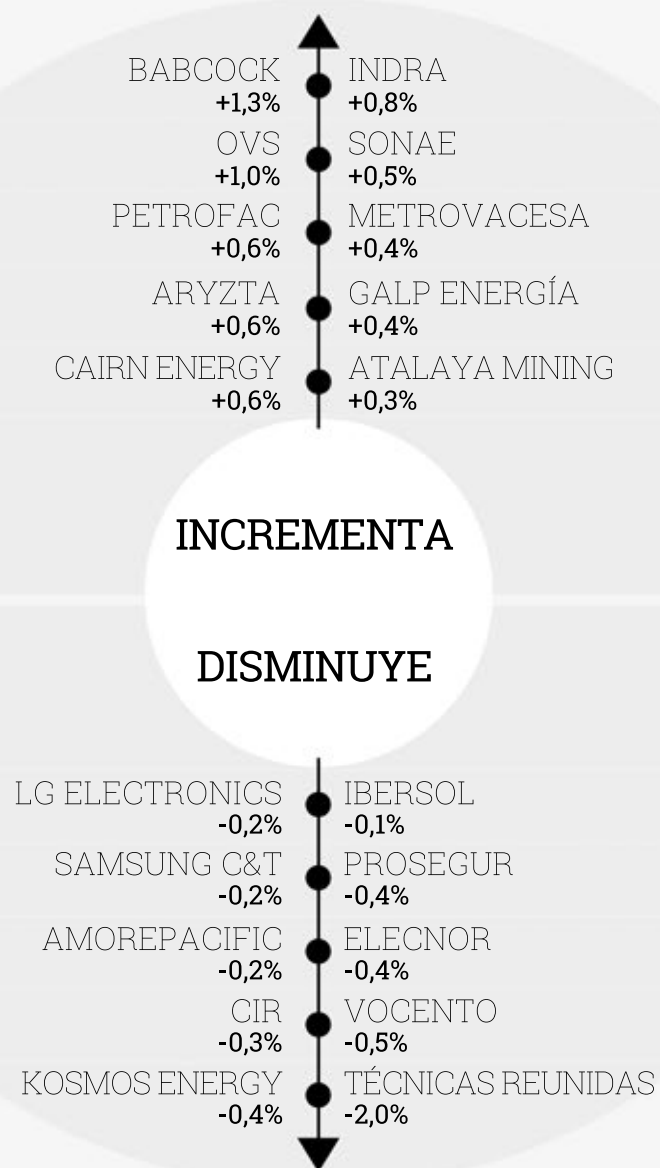 BABCOCK INDRA
+1,3% +0,8%
OVS SONAE
+1,0% +0,5%
PETROFAC METROVACESA
+0,6% +0,4%
ARYZTA GALP ENERGÍA
+0,6% +0,4%
CAIRN ENERGY ATALAYA MINING
+0,6% +0,3%
INCREMENTA
DISMINUYE
LG ELECTRONICS IBERSOL
-0,2% -0,1%
SAMSUNG C&T PROSEGUR
-0,2% -0,4%
AMOREPACIFIC ELECNOR
-0,2% -0,4%
CIR VOCENTO
-0,3% -0,5%
KOSMOS ENERGY TÉCNICAS REUNIDAS
-0,4% -2,0%